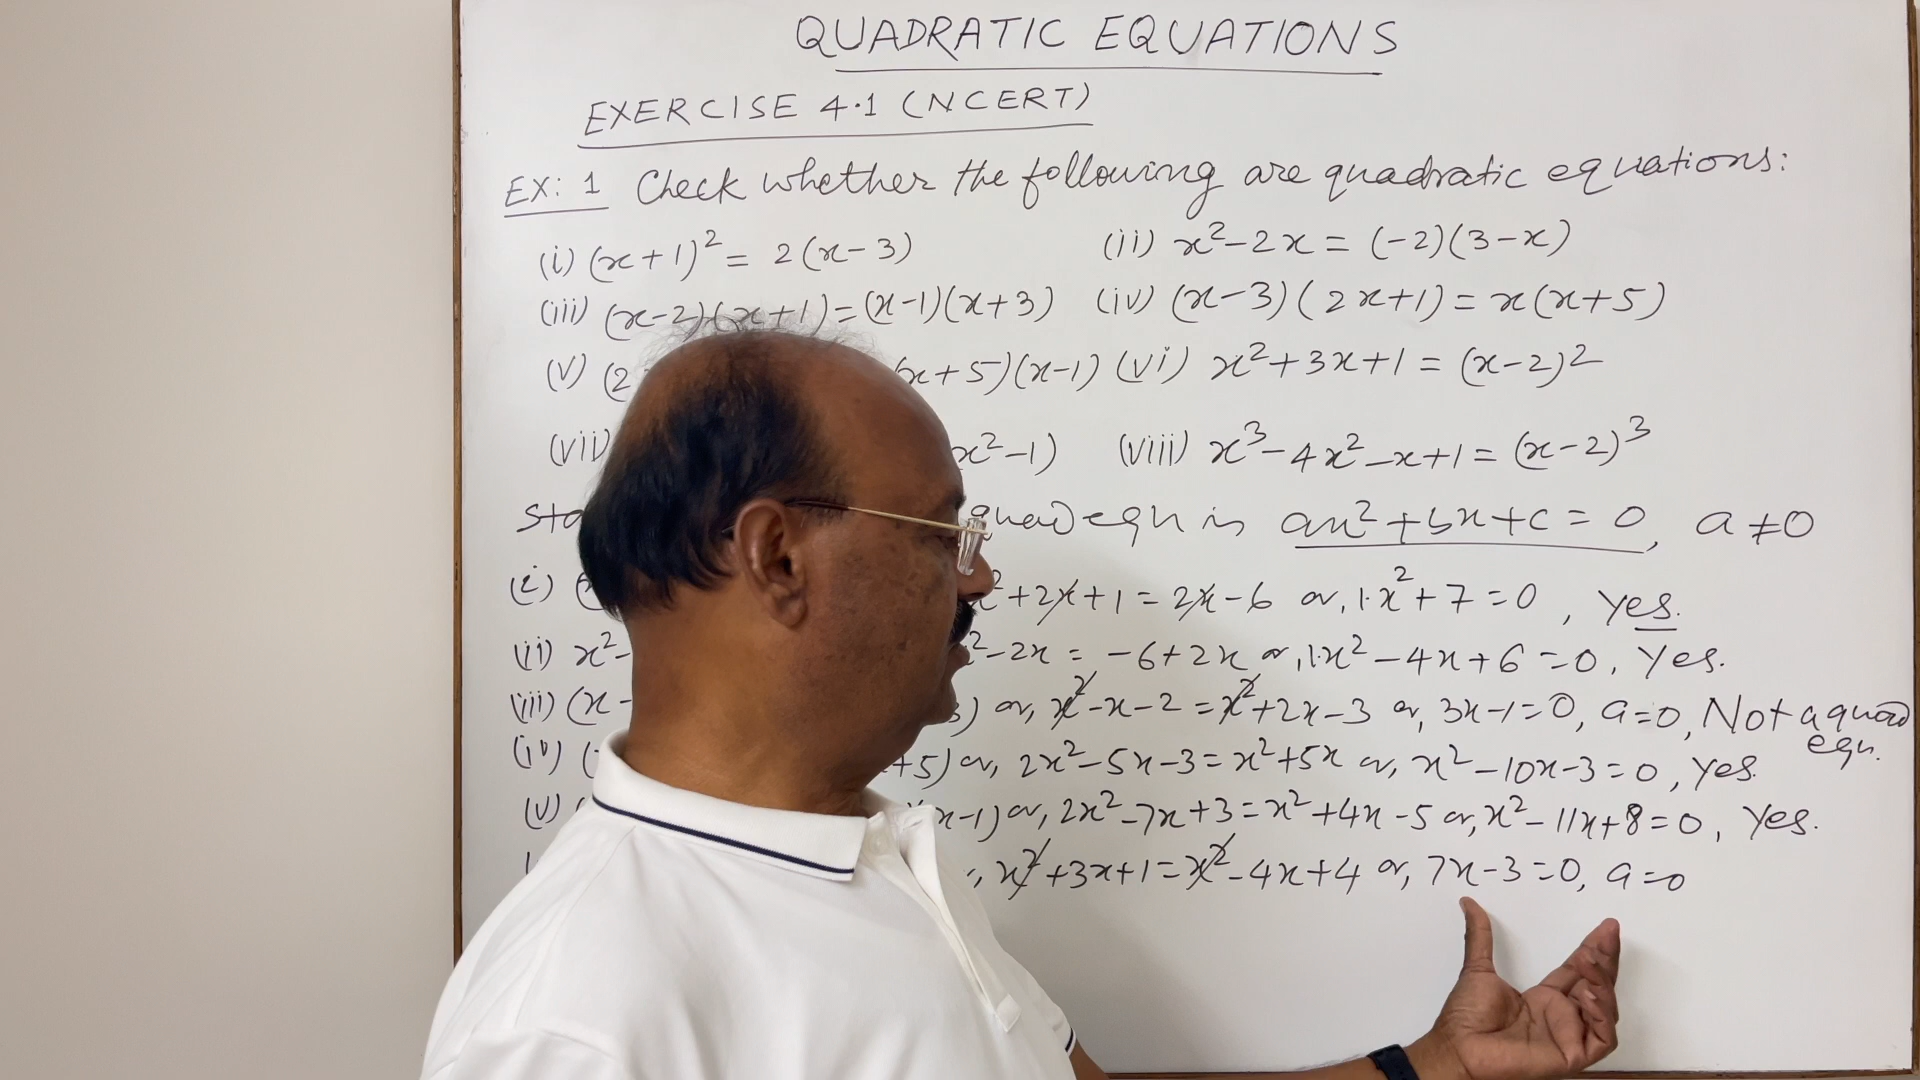 QUADRATIC EQUATIONS
EXERCISE 4.1 (NCERT)
EX: 1 Check whether the following are quadratic equations:
(i) (x+1)² = 2(x-3) (ii) x²-2x = (-2)(3-x)
(iii) (x-2)(x+1)=(x-1)(x+3) (iv) (x-3)(2x+1) = x(x+5)
(v) (2 (x+5)(x-1) (vi) x²+3x+1 = (x-2)²
(vii) x²-1) (viii) x³-4x²-x+1 = (x-2)³
quad eqn is ax²+bx+c = 0, a ≠0
(i) ( x²+2x+1 = 2x-6 or, 1.x²+7=0, Yes.
(ii) x²- x²-2x = -6+2x or, 1.x²-4x+6=0, Yes.
(iii) (x- 3) or, x²-x-2 = x²+2x-3 or, 3x-1=0, a=0, Not a quad eqn.
(iv) ( +5) or, 2x²-5x-3=x²+5x or, x²-10x-3=0, Yes.
(v) ( x-1) or, 2x²-7x+3=x²+4x-5 or, x²-11x+8=0, Yes.
x²+3x+1=x²-4x+4 or, 7x-3=0, a=0